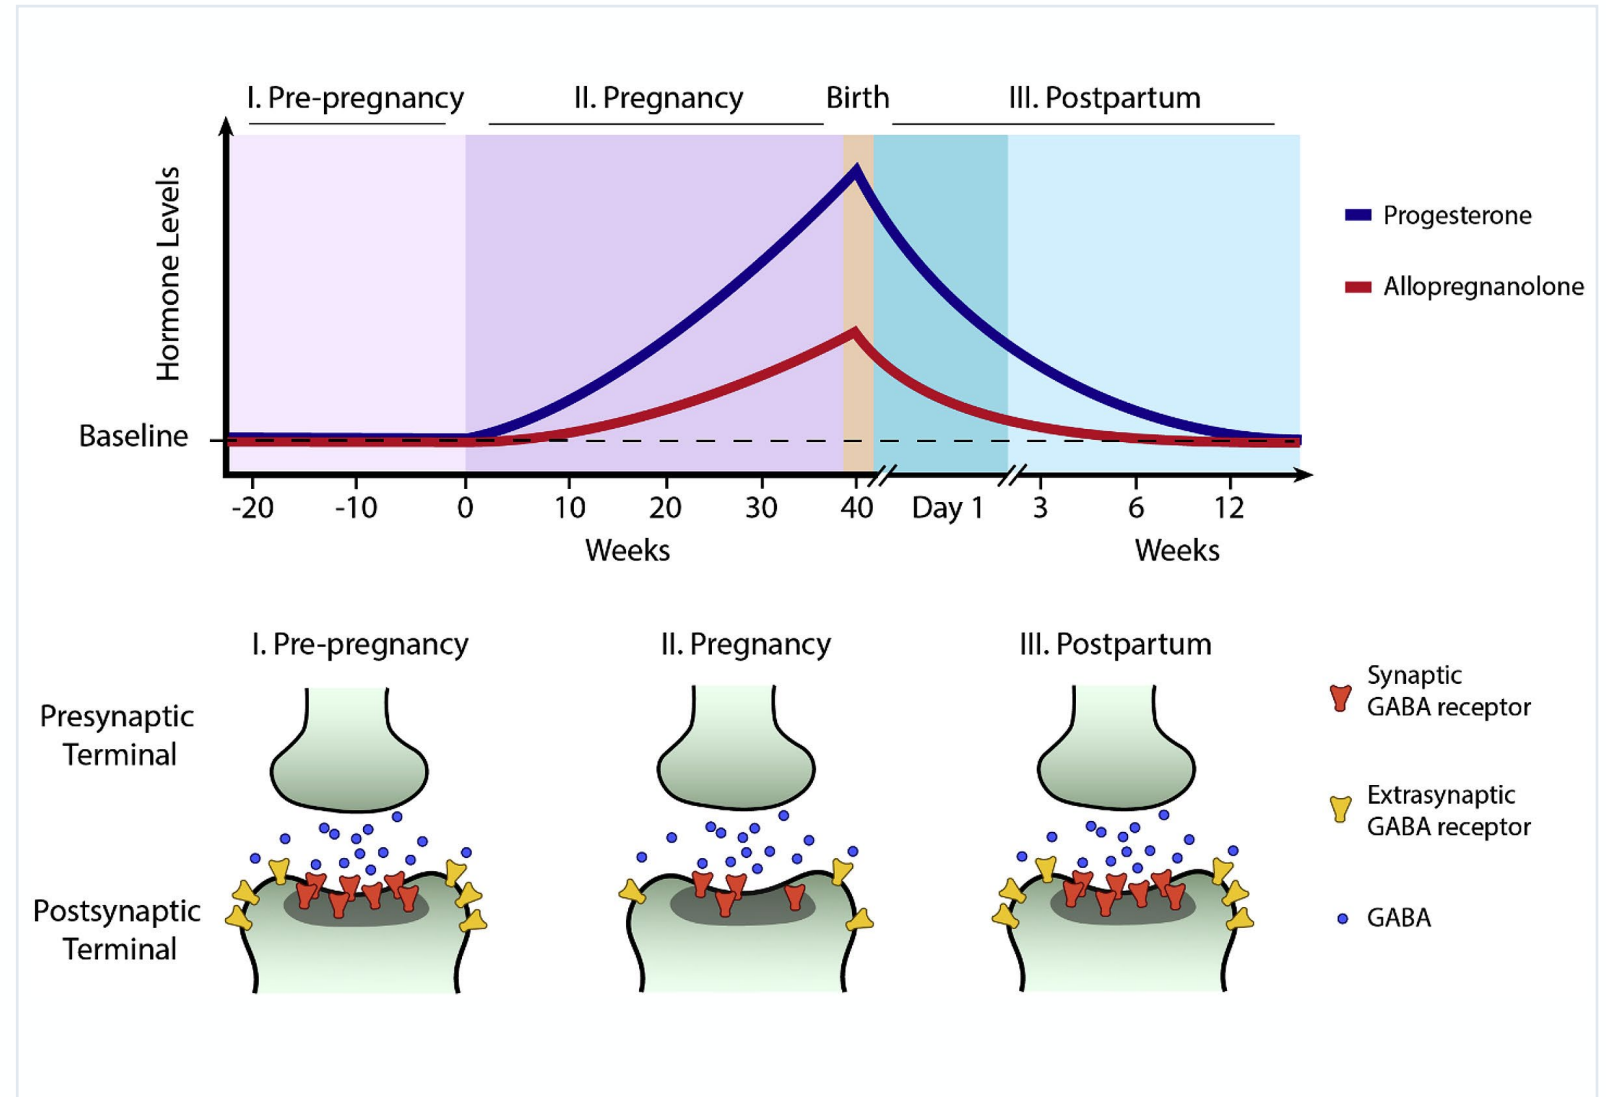 I. Pre-pregnancy
II. Pregnancy
Birth
III. Postpartum
Hormone Levels
Baseline
Progesterone
Allopregnanolone
-20
-10
0
10
20
30
40
Day 1
3
6
12
Weeks
Weeks
I. Pre-pregnancy
II. Pregnancy
III. Postpartum
Presynaptic
Terminal
Postsynaptic
Terminal
Synaptic
GABA receptor
Extrasynaptic
GABA receptor
GABA